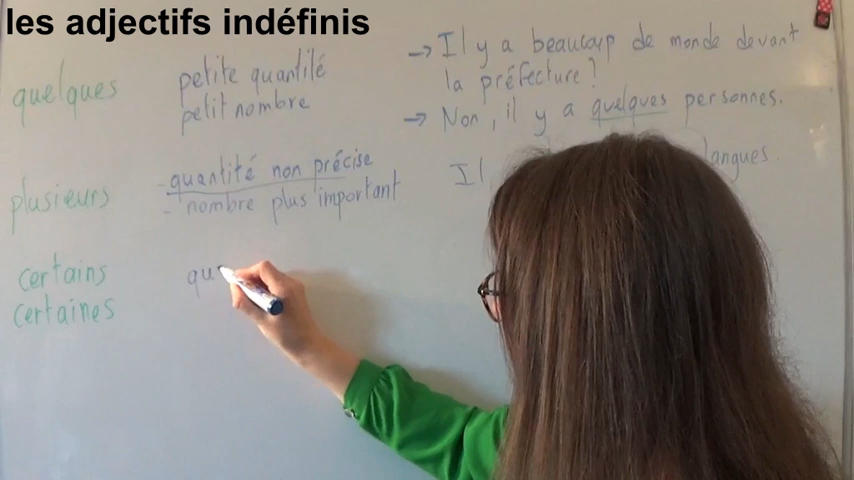 les adjectifs indéfinis
quelques
petite quantité
petit nombre
→ Il y a beaucoup de monde devant
la préfecture?
→ Non, il y a quelques personnes.
plusieurs
- quantité non précise
- nombre plus important
Il langues.
certains
certaines
qu